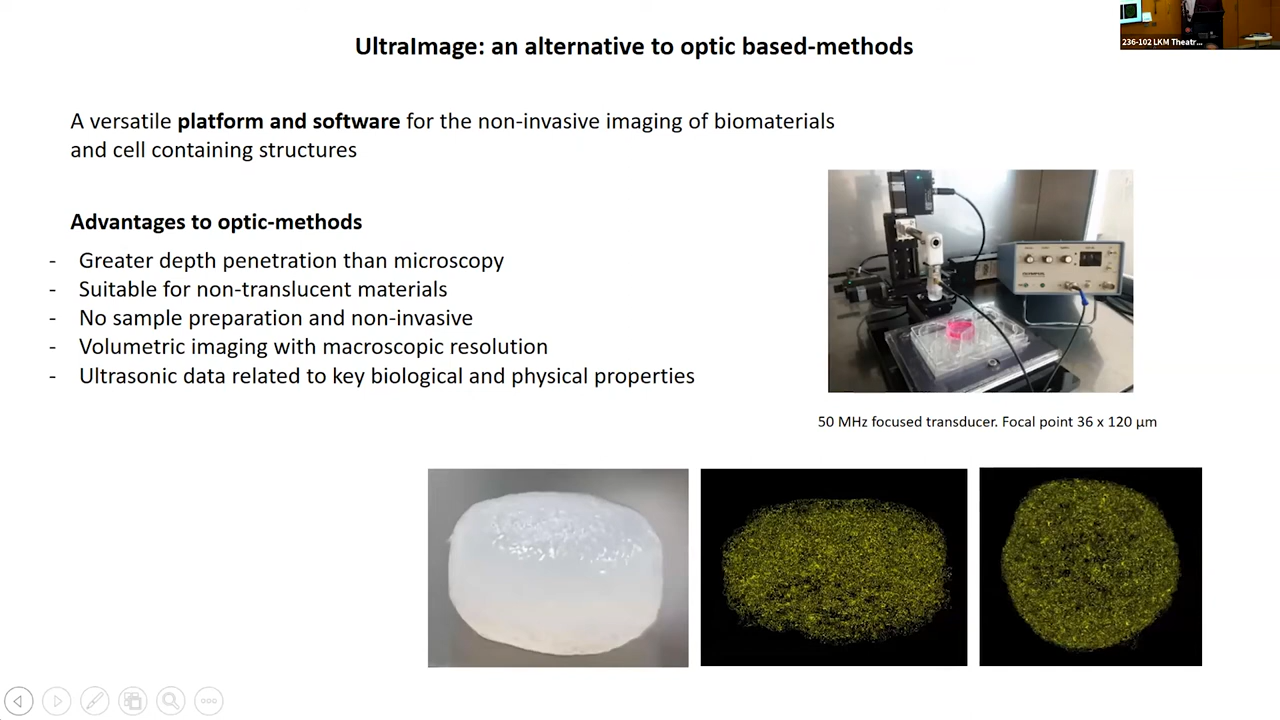 236-102 LKM Theatr...
UltraImage: an alternative to optic based-methods
A versatile platform and software for the non-invasive imaging of biomaterials
and cell containing structures
Advantages to optic-methods
- Greater depth penetration than microscopy
- Suitable for non-translucent materials
- No sample preparation and non-invasive
- Volumetric imaging with macroscopic resolution
- Ultrasonic data related to key biological and physical properties
OLYMPUS
50 MHz focused transducer. Focal point 36 x 120 µm